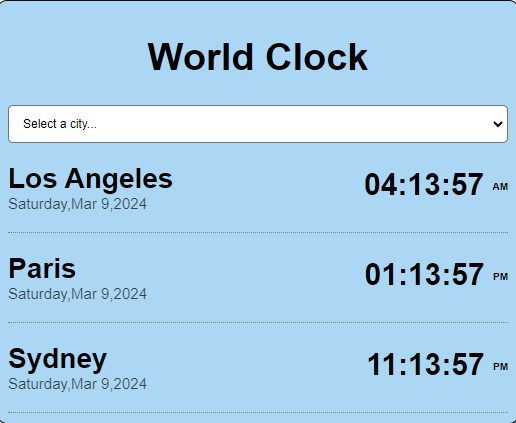 World Clock
Select a city...
Los Angeles 04:13:57 AM
Saturday,Mar 9,2024
Paris 01:13:57 PM
Saturday,Mar 9,2024
Sydney 11:13:57 PM
Saturday,Mar 9,2024